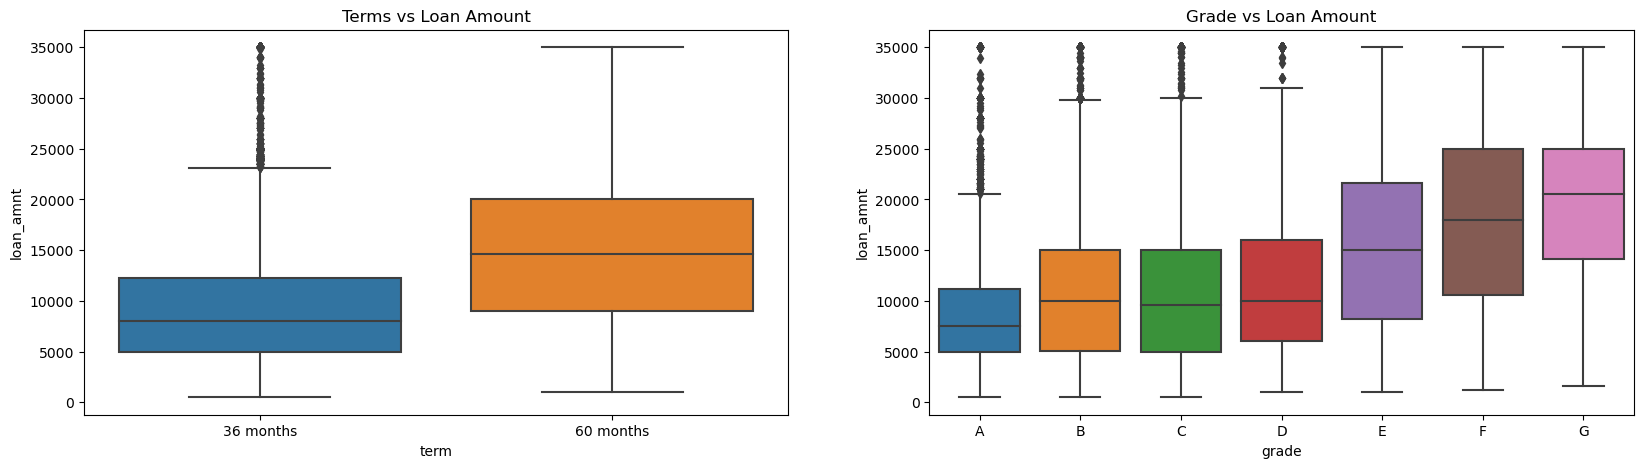 Terms vs Loan Amount
35000
30000
25000
20000
15000
10000
5000
0
loan_amnt
36 months
60 months
term
Grade vs Loan Amount
35000
30000
25000
20000
15000
10000
5000
0
loan_amnt
A
B
C
D
E
F
G
grade